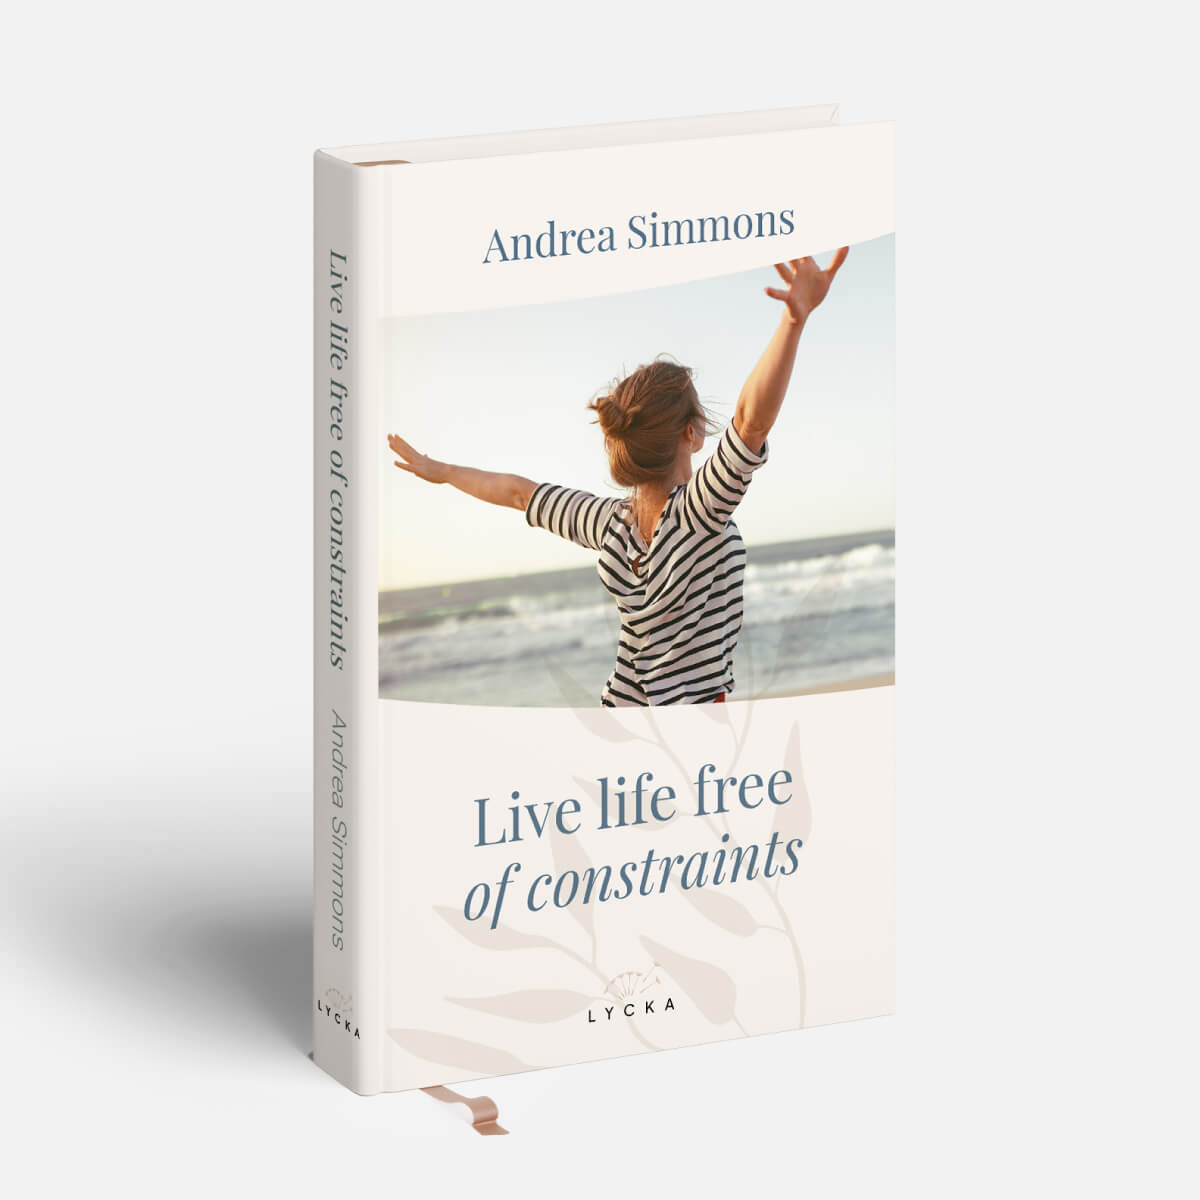 Andrea Simmons
Live life free
of constraints
LYCKA
Live life free of constraints Andrea Simmons
LYCKA